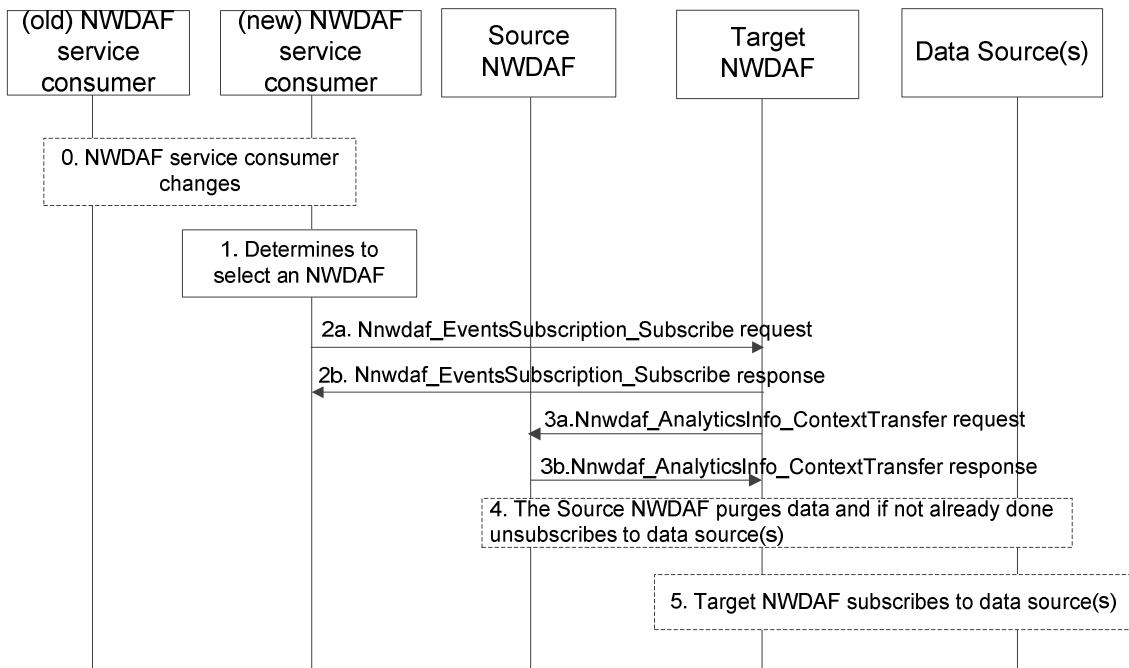 (old) NWDAF
service
consumer
(new) NWDAF
service
consumer
Source
NWDAF
Target
NWDAF
Data Source(s)
0. NWDAF service consumer
changes
1. Determines to
select an NWDAF
2a. Nnwdaf_EventsSubscription_Subscribe request
2b. Nnwdaf_EventsSubscription_Subscribe response
3a.Nnwdaf_AnalyticsInfo_ContextTransfer request
3b.Nnwdaf_AnalyticsInfo_ContextTransfer response
4. The Source NWDAF purges data and if not already done
unsubscribes to data source(s)
5. Target NWDAF subscribes to data source(s)